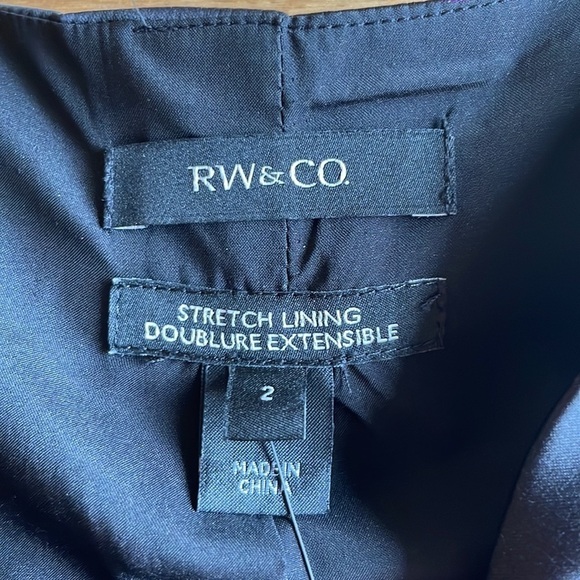 RW&CO.
STRETCH LINING
DOUBLURE EXTENSIBLE
2
MADE IN
CHINA